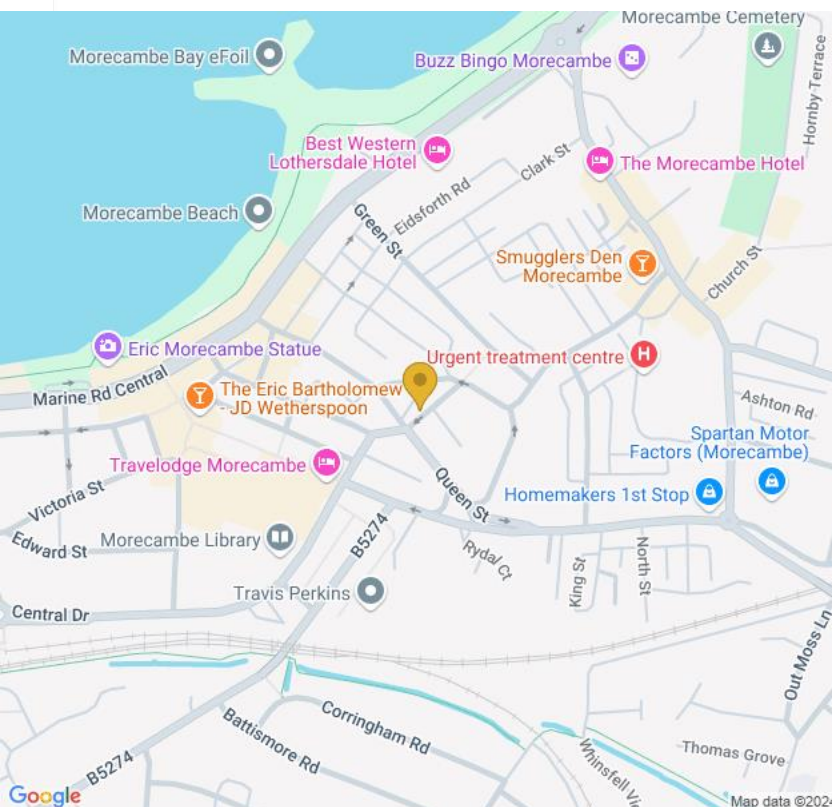 Morecambe Cemetery
Morecambe Bay eFoil
Buzz Bingo Morecambe
Hornby Terrace
Best Western
Lothersdale Hotel
Clark St
The Morecambe Hotel
Eidsforth Rd
Morecambe Beach
Green St
Smugglers Den
Morecambe
Church St
Eric Morecambe Statue
Urgent treatment centre
H
Marine Rd Central
The Eric Bartholomew
- JD Wetherspoon
Ashton Rd
Spartan Motor
Factors (Morecambe)
Travelodge Morecambe
Queen St
Homemakers 1st Stop
Victoria St
Morecambe Library
B5274
Edward St
Rydal Ct
King St
North St
Travis Perkins
Central Dr
Out Moss Ln
Corringham Rd
Battismore Rd
Thomas Grove
B5274
Google
Map data ©202